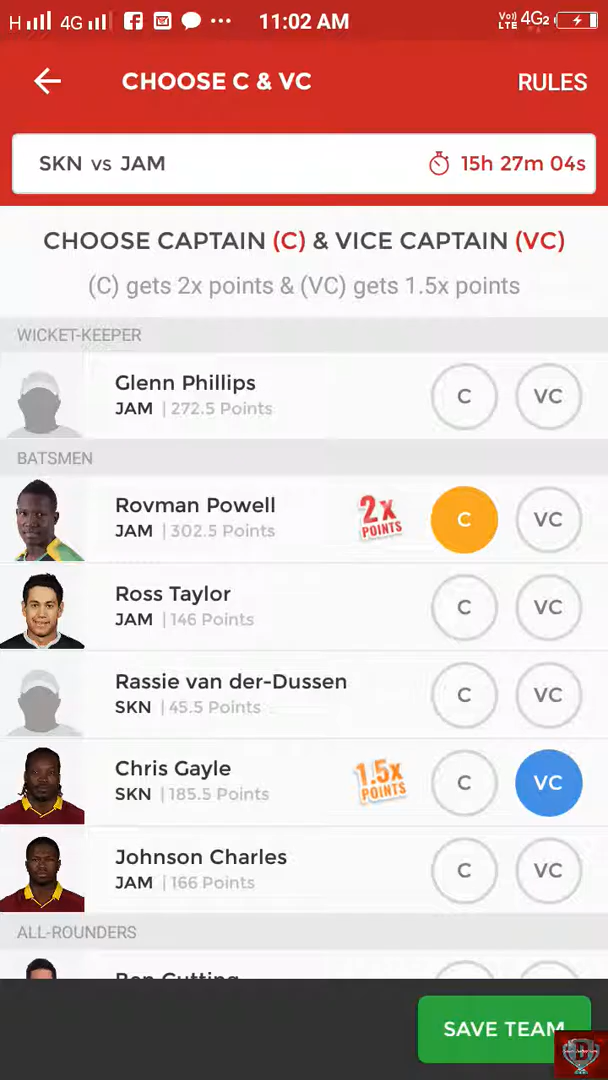 H 4G 11:02 AM Vo)) LTE 4G2
CHOOSE C & VC RULES
SKN vs JAM 15h 27m 04s
CHOOSE CAPTAIN (C) & VICE CAPTAIN (VC)
(C) gets 2x points & (VC) gets 1.5x points
WICKET-KEEPER
Glenn Phillips
JAM | 272.5 Points
C VC
BATSMEN
Rovman Powell
JAM | 302.5 Points
2x POINTS
C VC
Ross Taylor
JAM | 146 Points
C VC
Rassie van der-Dussen
SKN | 45.5 Points
C VC
Chris Gayle
SKN | 185.5 Points
1.5x POINTS
C VC
Johnson Charles
JAM | 166 Points
C VC
ALL-ROUNDERS
Ben Cutting
SAVE TEAM